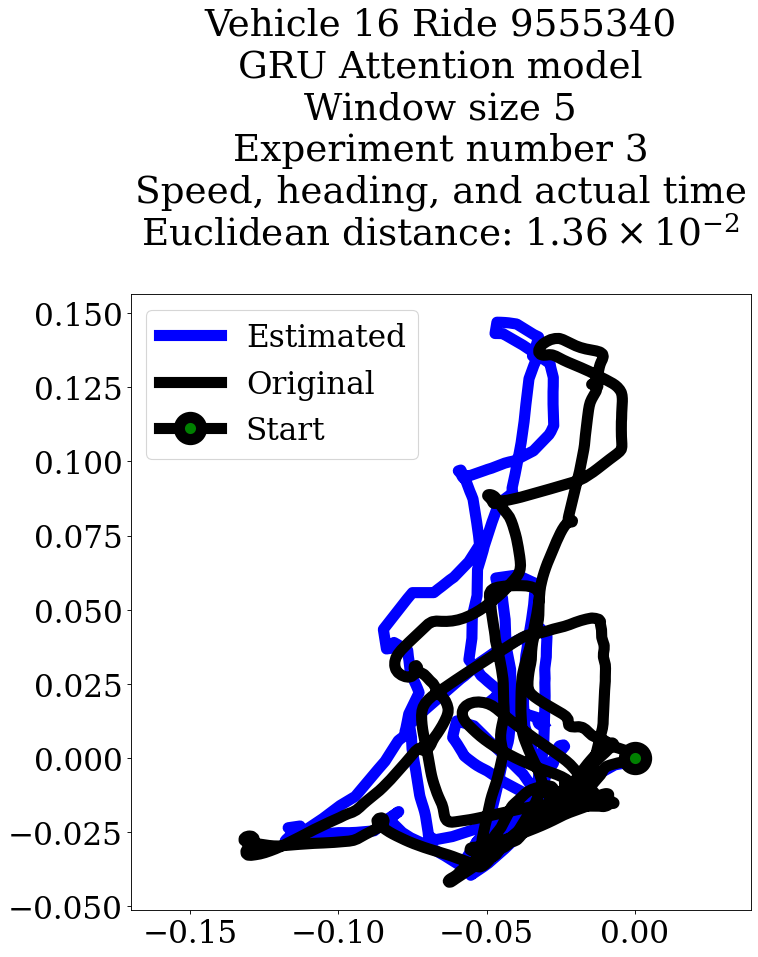 Vehicle 16 Ride 9555340
GRU Attention model
Window size 5
Experiment number 3
Speed, heading, and actual time
Euclidean distance: 1.36 × 10⁻²
0.150
0.125
0.100
0.075
0.050
0.025
0.000
−0.025
−0.050
Estimated
Original
Start
−0.15
−0.10
−0.05
0.00